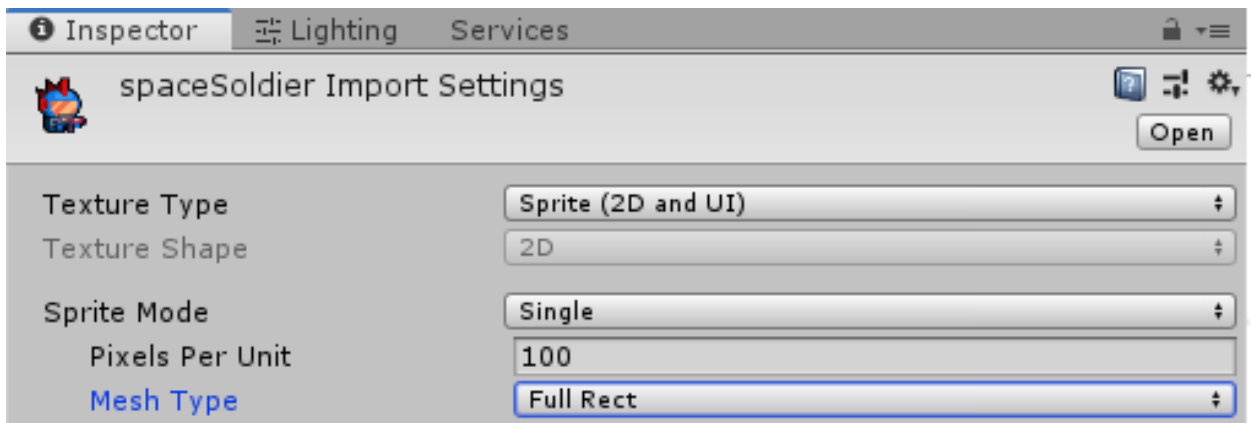 Inspector Lighting Services
spaceSoldier Import Settings
Open
Texture Type Sprite (2D and UI)
Texture Shape 2D
Sprite Mode Single
Pixels Per Unit 100
Mesh Type Full Rect